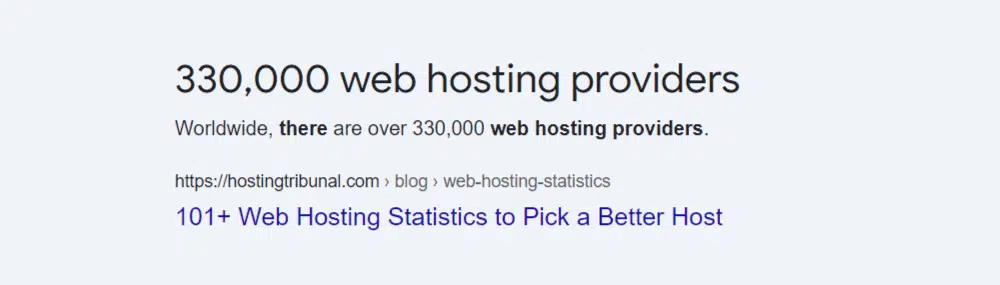 330,000 web hosting providers
Worldwide, there are over 330,000 web hosting providers.
https://hostingtribunal.com › blog › web-hosting-statistics
101+ Web Hosting Statistics to Pick a Better Host